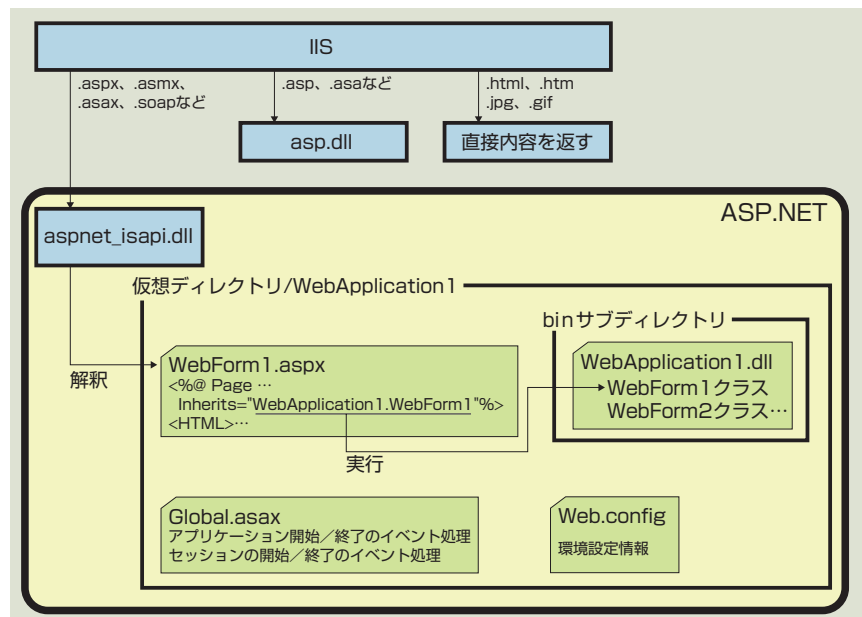 IIS
.aspx、.asmx、
.asax、.soapなど
.asp、.asaなど
.html、.htm
.jpg、.gif
asp.dll
直接内容を返す
ASP.NET
aspnet_isapi.dll
仮想ディレクトリ/WebApplication1
binサブディレクトリ
解釈
WebForm1.aspx
<%@ Page …
Inherits="WebApplication1.WebForm1"%>
<HTML>…
WebApplication1.dll
WebForm1クラス
WebForm2クラス…
実行
Global.asax
アプリケーション開始／終了のイベント処理
セッションの開始／終了のイベント処理
Web.config
環境設定情報